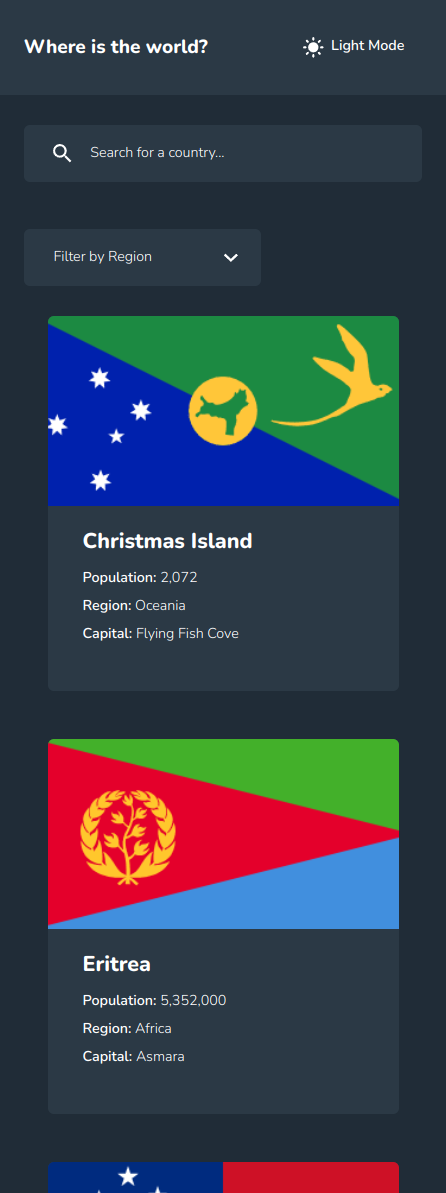 Where is the world?
Light Mode
Search for a country...
Filter by Region
Christmas Island
Population: 2,072
Region: Oceania
Capital: Flying Fish Cove
Eritrea
Population: 5,352,000
Region: Africa
Capital: Asmara